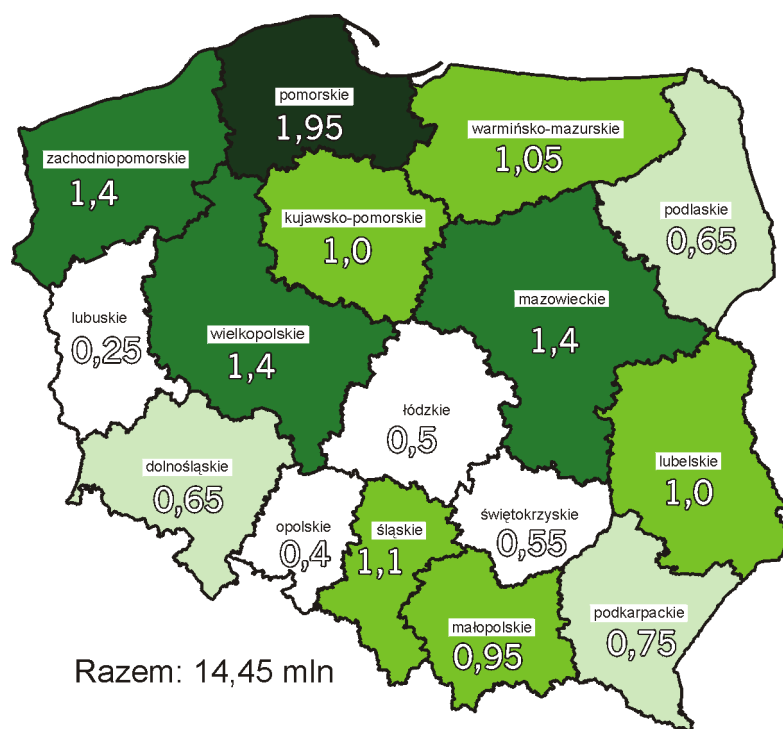 pomorskie
1,95
warmińsko-mazurskie
1,05
zachodniopomorskie
1,4
kujawsko-pomorskie
1,0
podlaskie
0,65
lubuskie
0,25
wielkopolskie
1,4
mazowieckie
1,4
łódzkie
0,5
dolnośląskie
0,65
lubelskie
1,0
opolskie
0,4
śląskie
1,1
świętokrzyskie
0,55
małopolskie
0,95
podkarpackie
0,75
Razem: 14,45 mln